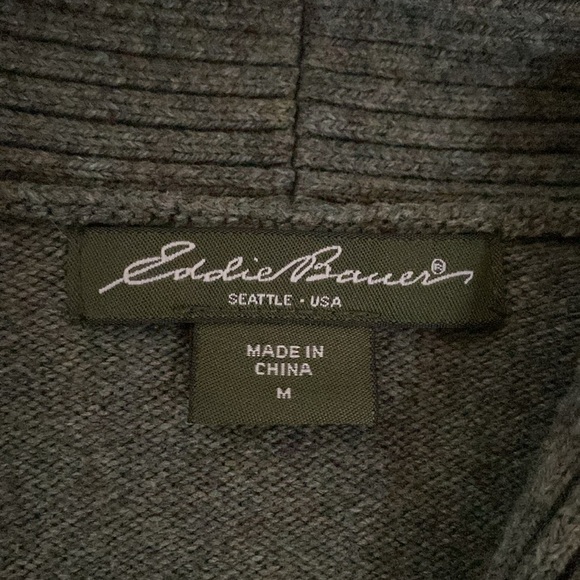 Eddie Bauer®
SEATTLE · USA
MADE IN
CHINA
M